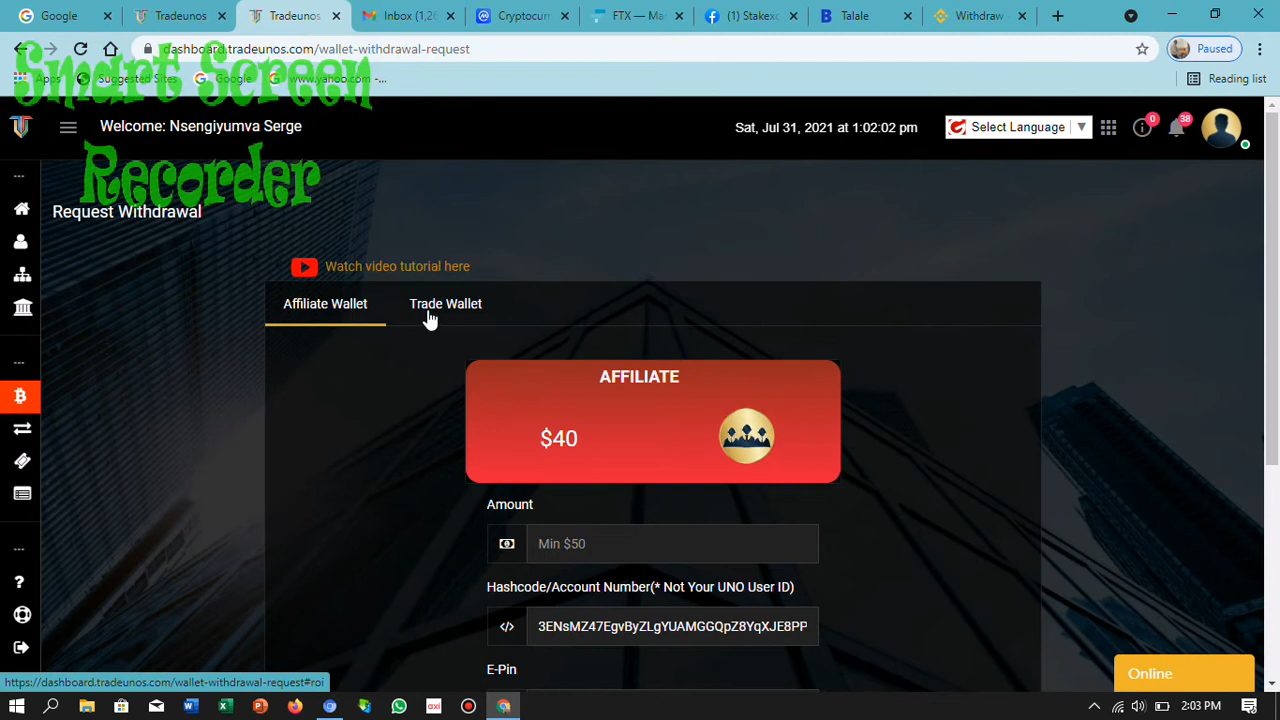 Google
Tradeunos
Tradeunos
Inbox (1,26
Cryptocurr
FTX — Ma
(1) Stakexc
Talale
Withdraw
dashboard.tradeunos.com/wallet-withdrawal-request
Paused
Apps
Suggested Sites
Google
www.yahoo.com -...
Reading list
Smart Screen
Recorder
Welcome: Nsengiyumva Serge
Sat, Jul 31, 2021 at 1:02:02 pm
Select Language
0
38
Request Withdrawal
Watch video tutorial here
Affiliate Wallet
Trade Wallet
AFFILIATE
$40
Amount
Min $50
Hashcode/Account Number(* Not Your UNO User ID)
3ENsMZ47EgvByZLgYUAMGGQpZ8YqXJE8PP
E-Pin
Online
https://dashboard.tradeunos.com/wallet-withdrawal-request#roi
axi
2:03 PM